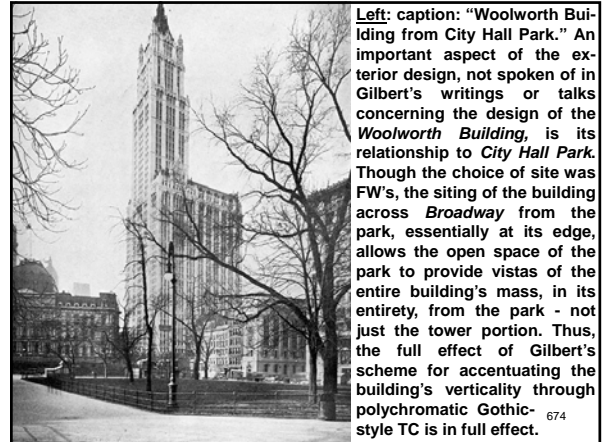 Left: caption: “Woolworth Bui-
lding from City Hall Park.” An
important aspect of the ex-
terior design, not spoken of in
Gilbert’s writings or talks
concerning the design of the
Woolworth Building, is its
relationship to City Hall Park.
Though the choice of site was
FW’s, the siting of the building
across Broadway from the
park, essentially at its edge,
allows the open space of the
park to provide vistas of the
entire building’s mass, in its
entirety, from the park - not
just the tower portion. Thus,
the full effect of Gilbert’s
scheme for accentuating the
building’s verticality through
polychromatic Gothic-
style TC is in full effect.
674